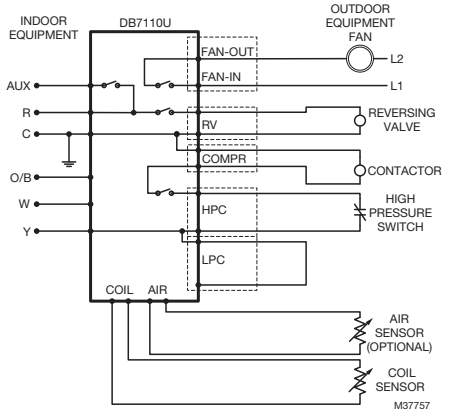 INDOOR
EQUIPMENT
DB7110U
OUTDOOR
EQUIPMENT
FAN
FAN-OUT
L2
FAN-IN
L1
AUX
R
RV
REVERSING
VALVE
C
COMPR
CONTACTOR
O/B
W
HPC
HIGH
PRESSURE
SWITCH
Y
LPC
COIL AIR
AIR
SENSOR
(OPTIONAL)
COIL
SENSOR
M37757